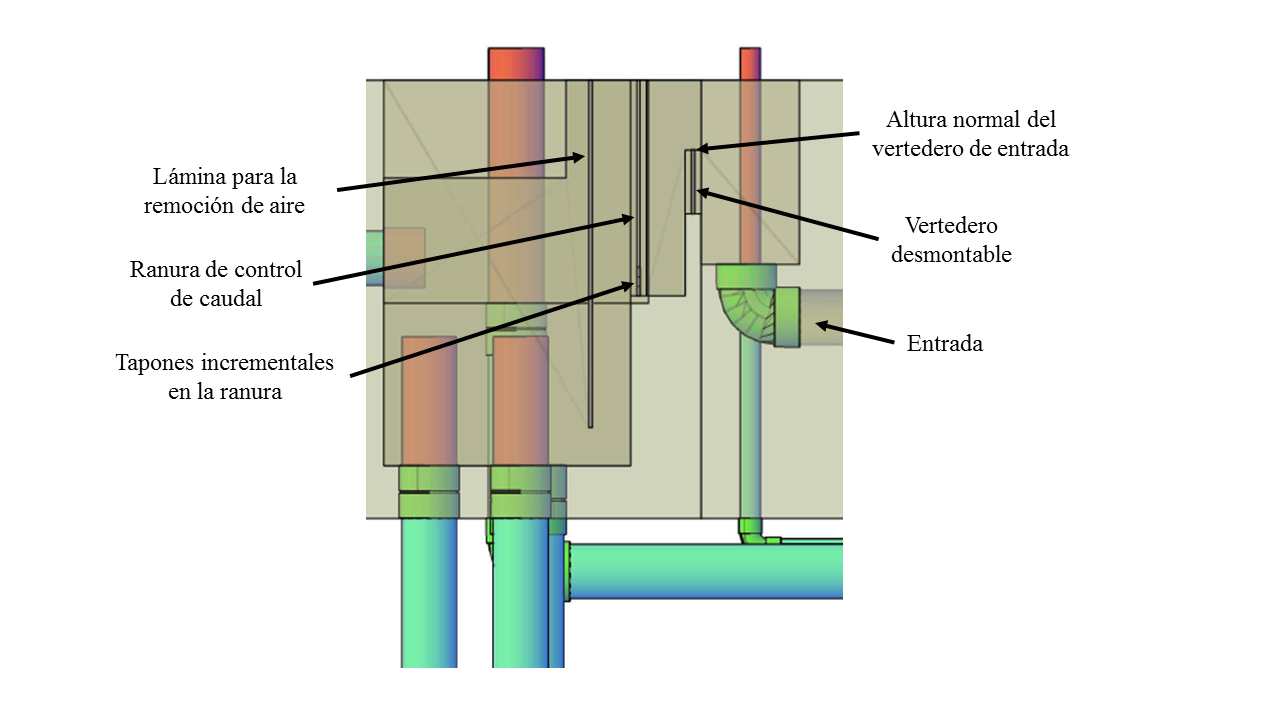 Lámina para la
remoción de aire
Ranura de control
de caudal
Tapones incrementales
en la ranura
Altura normal del
vertedero de entrada
Vertedero
desmontable
Entrada